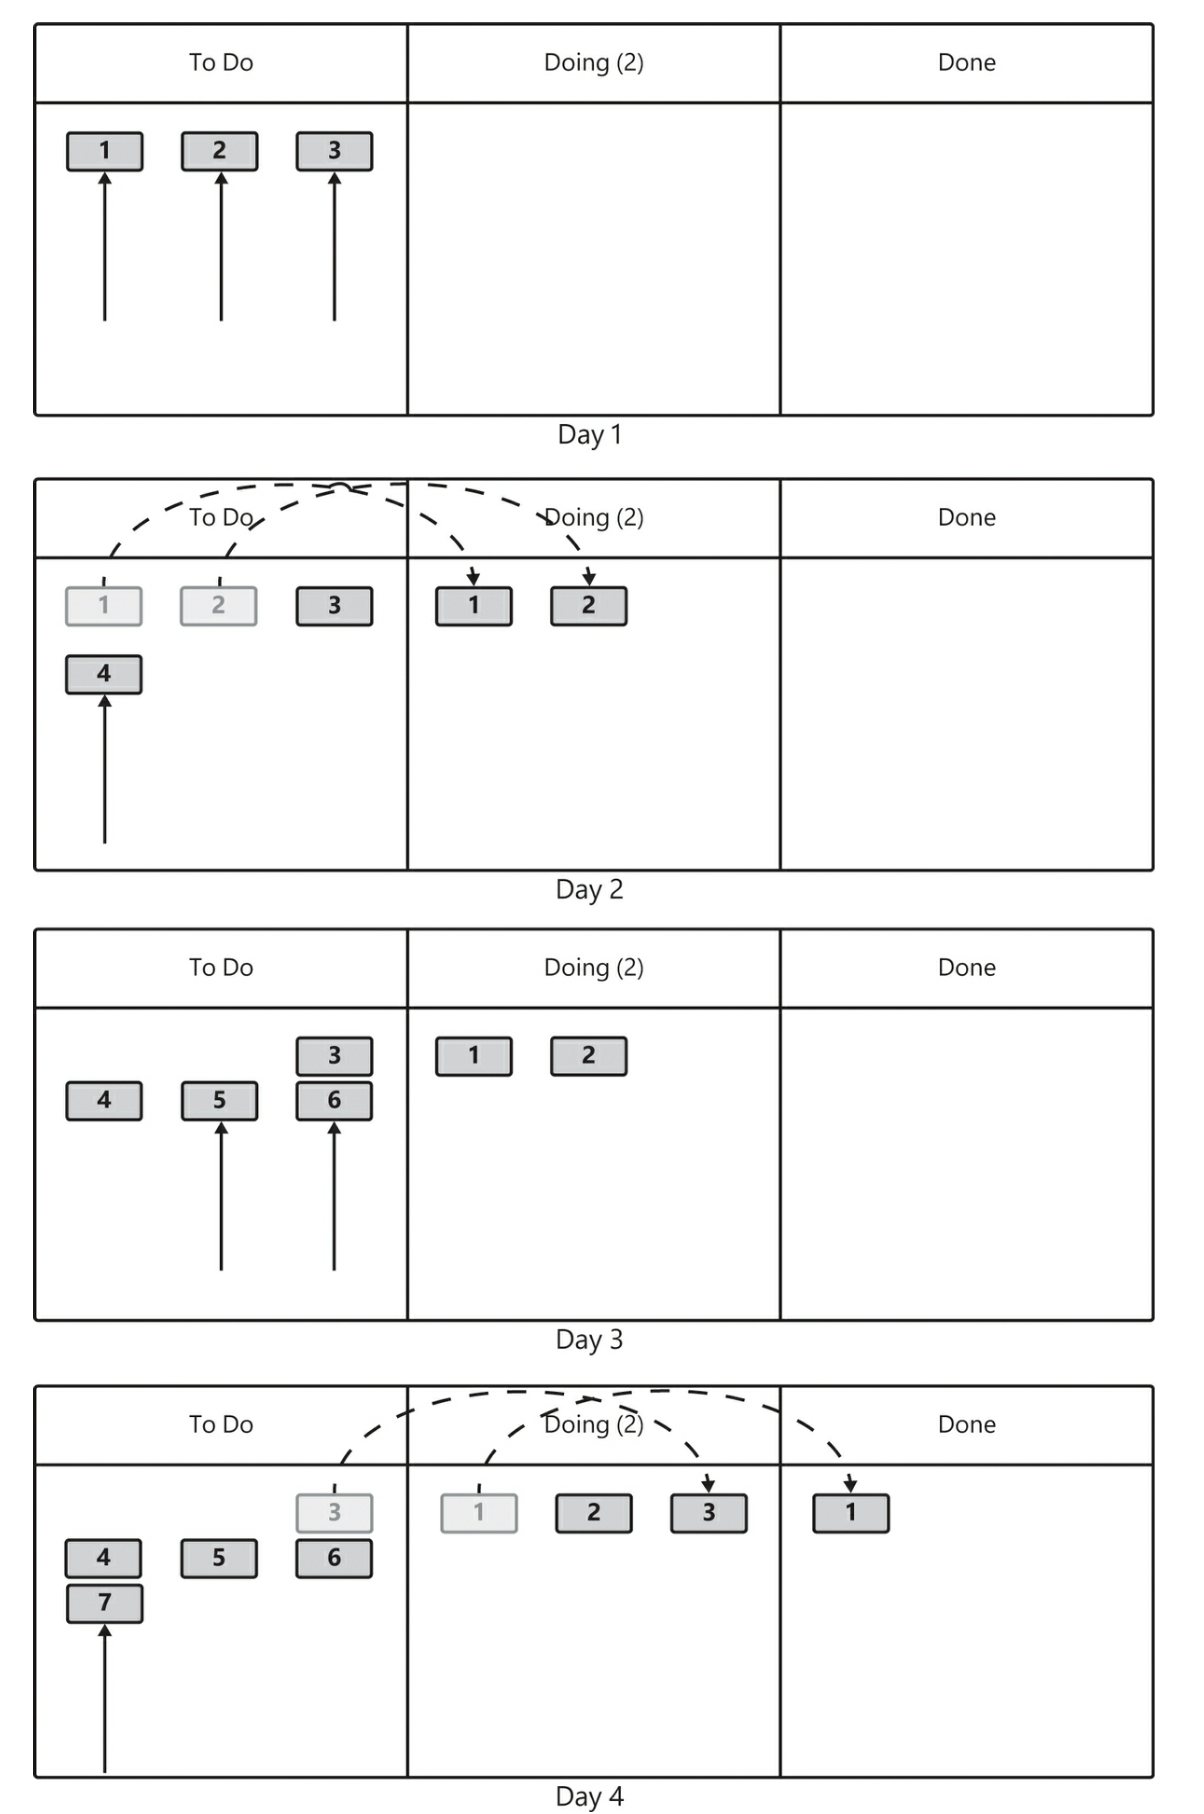 To Do Doing (2) Done
1 2 3
Day 1
To Do Doing (2) Done
1 2 3 1 2
4
Day 2
To Do Doing (2) Done
3 1 2
4 5 6
Day 3
To Do Doing (2) Done
3 1 2 3 1
4 5 6
7
Day 4